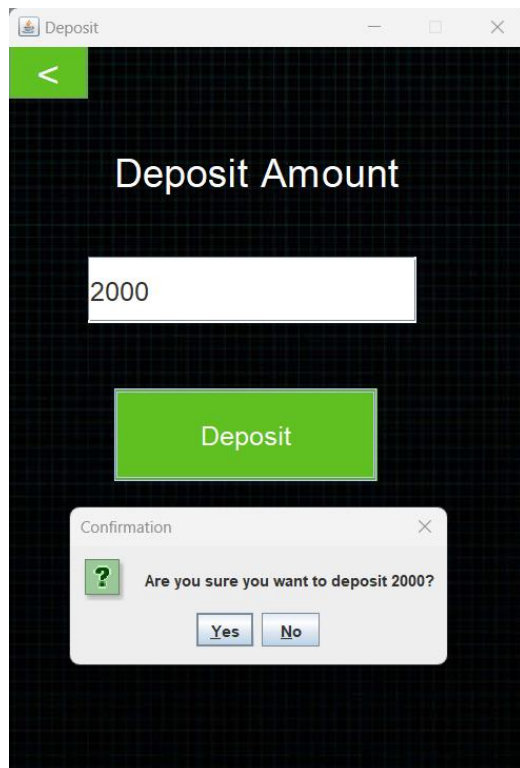 Deposit
<
Deposit Amount
2000
Deposit
Confirmation
?
Are you sure you want to deposit 2000?
Yes No